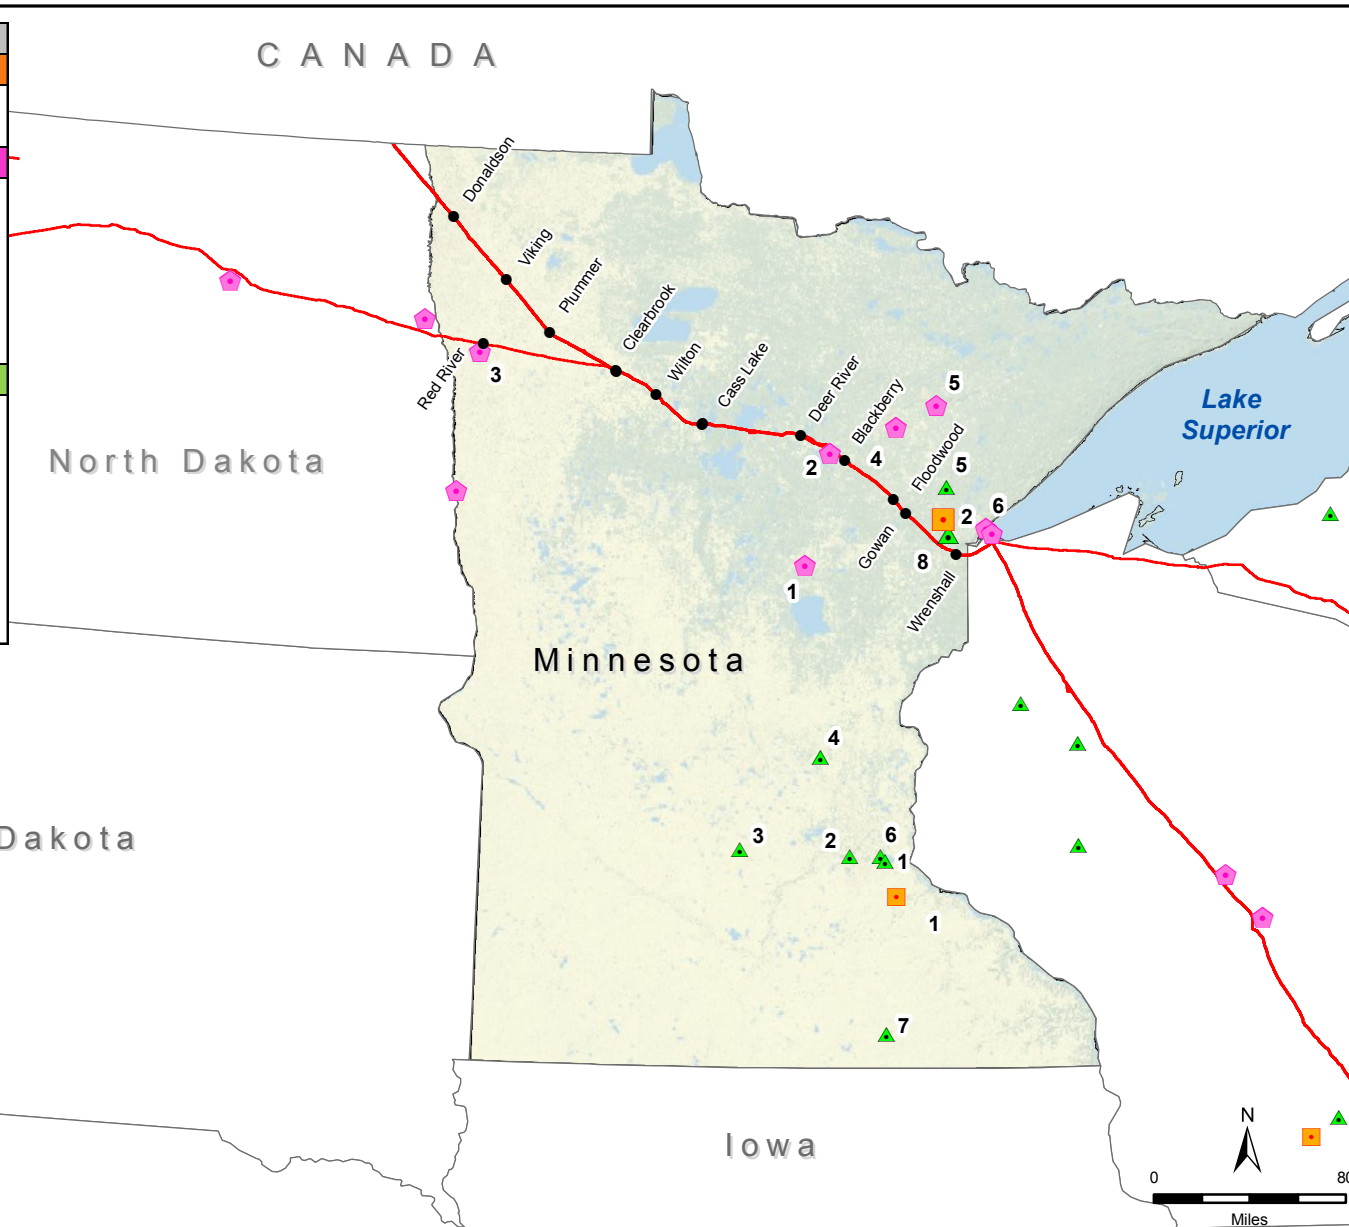 CANADA
Donaldson
Viking
Plummer
Clearbrook
Wilton
Cass Lake
Deer River
Blackberry
Floodwood
Red River
3
5
Lake
Superior
North Dakota
2
4
5
2
6
Gowan
8
Wrenshall
1
Minnesota
4
Dakota
3
2
6
1
1
7
Iowa
N
0
80
Miles